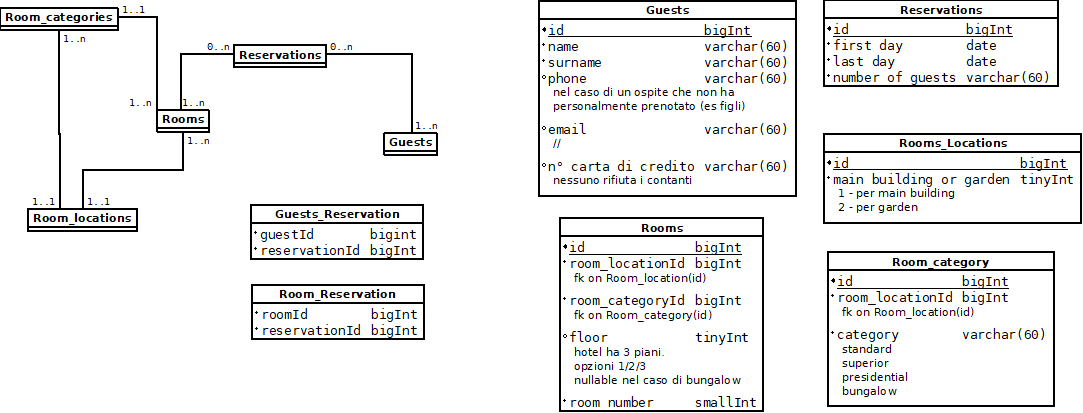 Room_categories
1..1
1..n
0..n
Reservations
0..n
1..n
1..n
Rooms
1..n
1..n
Guests
1..1
1..1
Room_locations
Guests_Reservation
guestId bigint
reservationId bigInt
Room_Reservation
roomId bigInt
reservationId bigInt
Guests
id bigInt
name varchar(60)
surname varchar(60)
phone varchar(60)
nel caso di un ospite che non ha
personalmente prenotato (es figli)
email varchar(60)
//
n° carta di credito varchar(60)
nessuno rifiuta i contanti
Rooms
id bigInt
room_locationId bigInt
fk on Room_location(id)
room_categoryId bigInt
fk on Room_category(id)
floor tinyInt
hotel ha 3 piani.
opzioni 1/2/3
nullable nel caso di bungalow
room number smallInt
Reservations
id bigInt
first day date
last day date
number of guests varchar(60)
Rooms_Locations
id bigInt
main building or garden tinyInt
1 - per main building
2 - per garden
Room_category
id bigInt
room_locationId bigInt
fk on Room_location(id)
category varchar(60)
standard
superior
presidential
bungalow